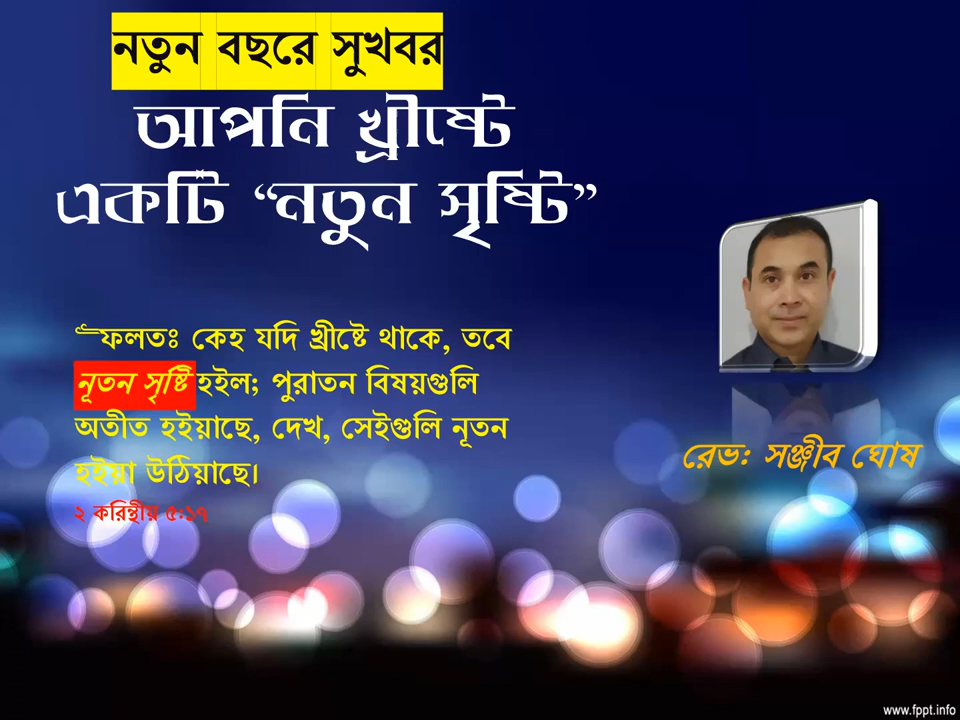 নতুন বছরে সুখবর
আপনি খ্রীষ্টে
একটি “নতুন সৃষ্টি”
ফলতঃ কেহ যদি খ্রীষ্টে থাকে, তবে
নূতন সৃষ্টি হইল; পুরাতন বিষয়গুলি
অতীত হইয়াছে, দেখ, সেইগুলি নূতন
হইয়া উঠিয়াছে।
২ করিন্থীয় ৫:১৭
রেভ: সঞ্জীব ঘোষ
www.fppt.info